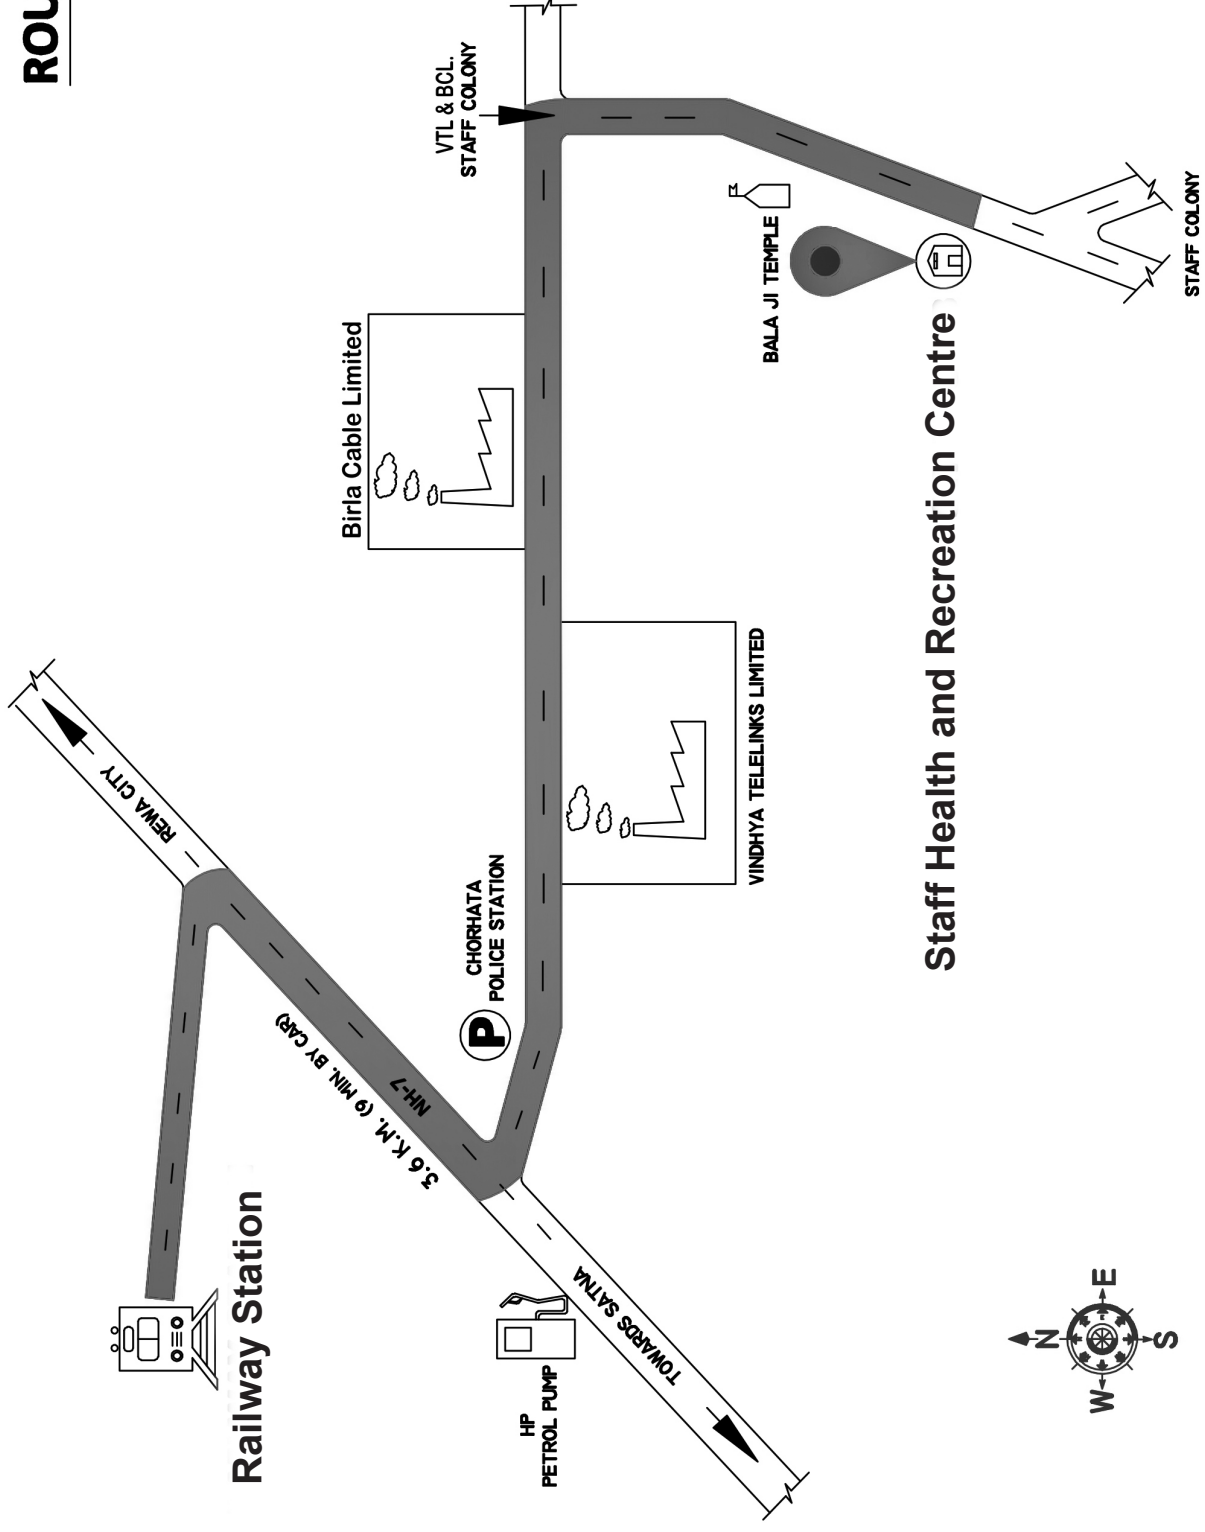 ROU
VTL & BCL.
STAFF COLONY
Birla Cable Limited
BALA JI TEMPLE
STAFF COLONY
Staff Health and Recreation Centre
VINDHYA TELELINKS LIMITED
REWA CITY
CHORHATA
POLICE STATION
P
NH-7
3.6 K.M. (9 MIN. BY CAR)
Railway Station
HP
PETROL PUMP
TOWARDS SATNA
N
W
E
S